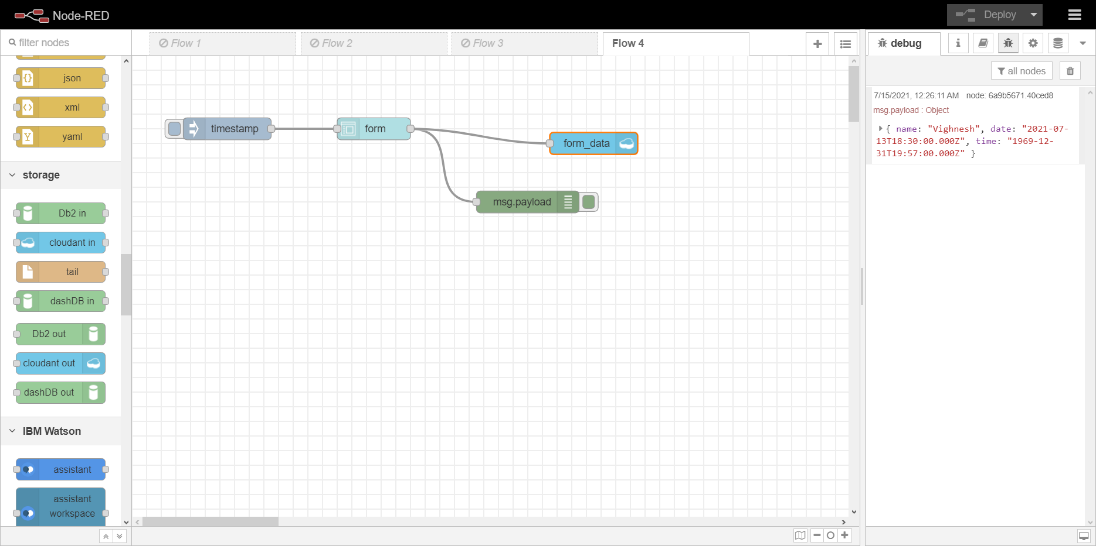 Node-RED
Deploy
filter nodes
json
xml
yaml
storage
Db2 in
cloudant in
tail
dashDB in
Db2 out
cloudant out
dashDB out
IBM Watson
assistant
assistant
workspace
Flow 1
Flow 2
Flow 3
Flow 4
timestamp
form
form_data
msg.payload
debug
all nodes
7/15/2021, 12:26:11 AM node: 6a9b5671.40ced8
msg.payload : Object
{ name: "Vighnesh", date: "2021-07-
13T18:30:00.000Z", time: "1969-12-
31T19:57:00.000Z" }